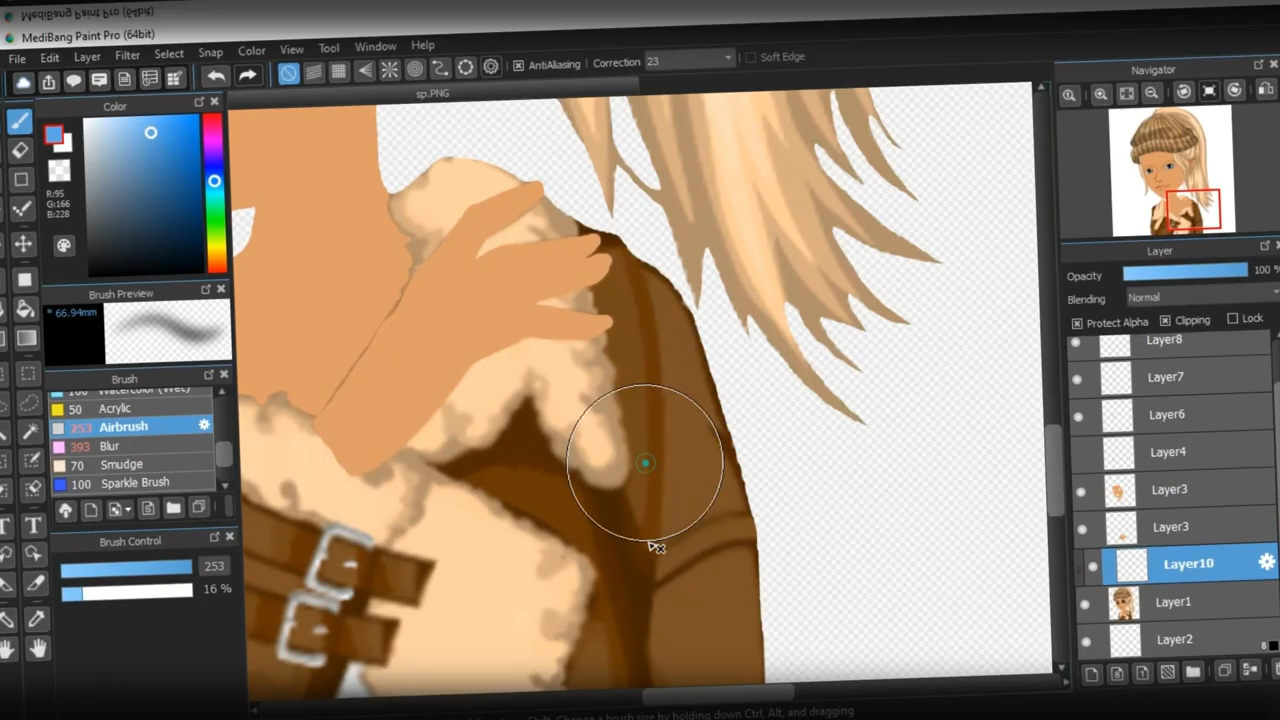 MediBang Paint Pro (64bit)
MediBang Paint Pro (64bit)
File Edit Layer Filter Select Snap Color View Tool Window Help
AntiAliasing Correction 23 Soft Edge
sp.PNG
Color
R:95
G:166
B:228
Brush Preview
* 66.94mm
Brush
100 Watercolor (Wet)
50 Acrylic
253 Airbrush
393 Blur
70 Smudge
100 Sparkle Brush
Brush Control
253
16 %
Navigator
Layer
Opacity 100 %
Blending Normal
Protect Alpha Clipping Lock
Layer8
Layer7
Layer6
Layer4
Layer3
Layer3
Layer10
Layer1
Layer2
Shift, Change a brush size by holding down Ctrl, Alt, and dragging